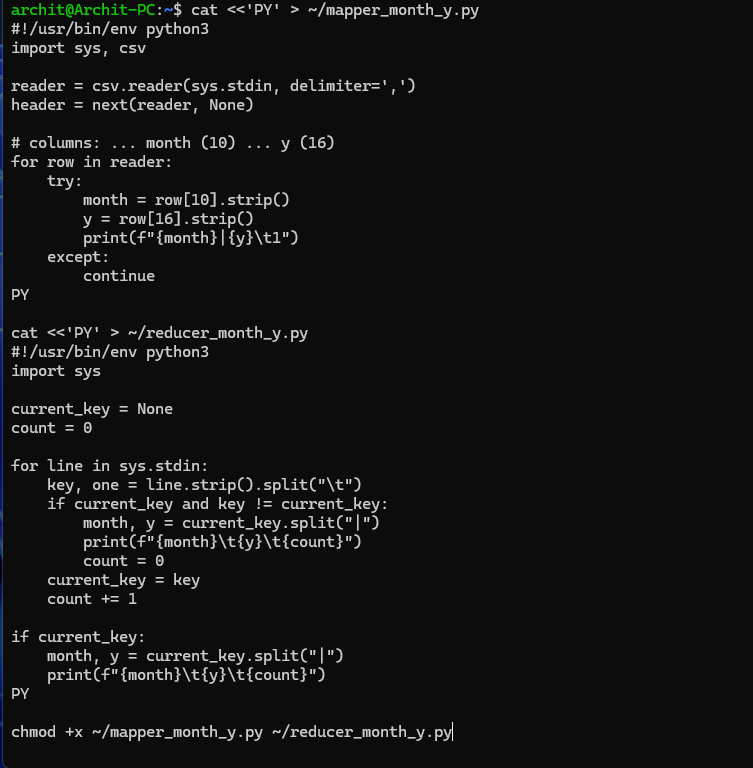 archit@Archit-PC:~$ cat <<'PY' > ~/mapper_month_y.py
#!/usr/bin/env python3
import sys, csv

reader = csv.reader(sys.stdin, delimiter=',')
header = next(reader, None)

# columns: ... month (10) ... y (16)
for row in reader:
    try:
        month = row[10].strip()
        y = row[16].strip()
        print(f"{month}|{y}\t1")
    except:
        continue
PY

cat <<'PY' > ~/reducer_month_y.py
#!/usr/bin/env python3
import sys

current_key = None
count = 0

for line in sys.stdin:
    key, one = line.strip().split("\t")
    if current_key and key != current_key:
        month, y = current_key.split("|")
        print(f"{month}\t{y}\t{count}")
        count = 0
    current_key = key
    count += 1

if current_key:
    month, y = current_key.split("|")
    print(f"{month}\t{y}\t{count}")
PY

chmod +x ~/mapper_month_y.py ~/reducer_month_y.py